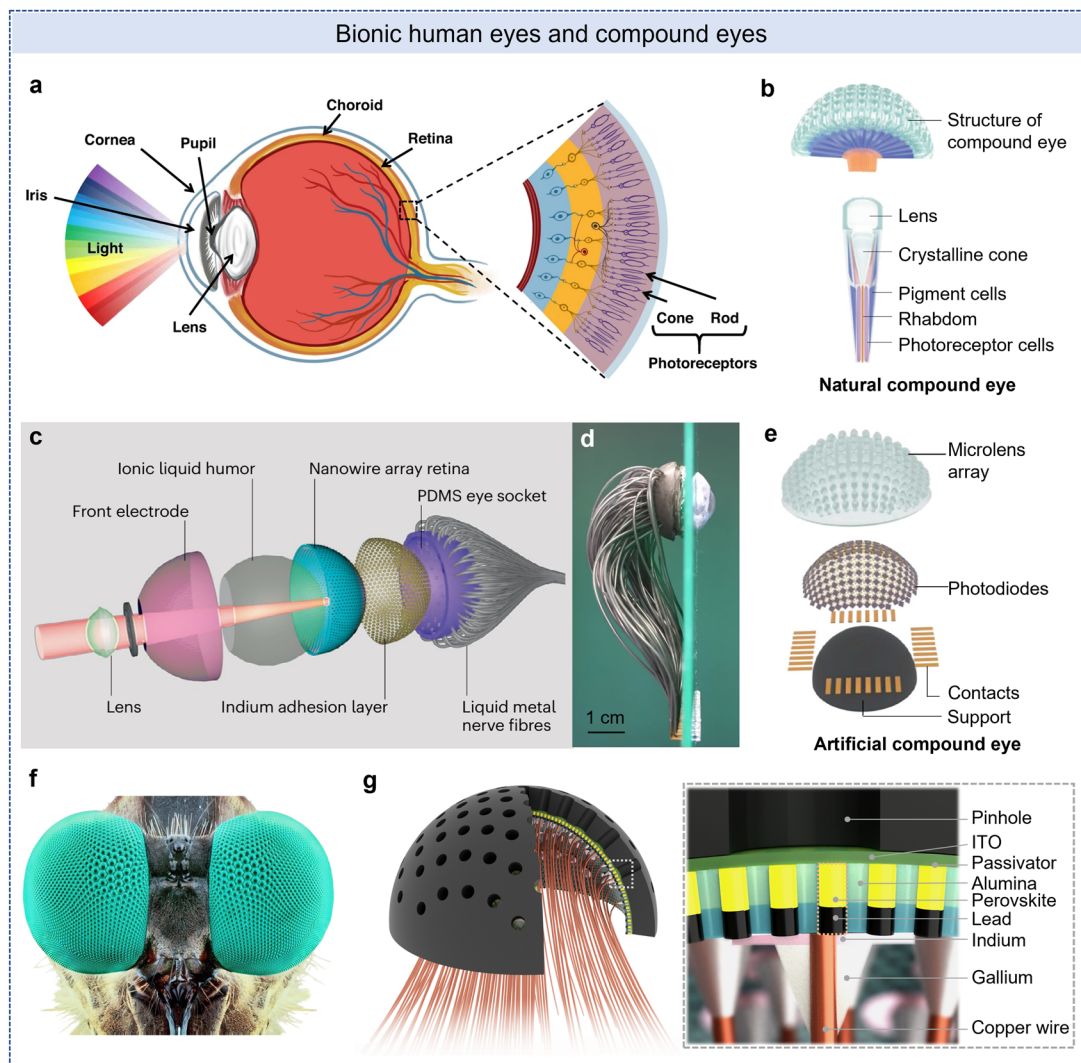 Bionic human eyes and compound eyes
a
Choroid
Cornea
Pupil
Retina
Iris
Light
Lens
Cone Rod
Photoreceptors
b
Structure of
compound eye
Lens
Crystalline cone
Pigment cells
Rhabdom
Photoreceptor cells
Natural compound eye
c
Ionic liquid humor
Nanowire array retina
Front electrode
PDMS eye socket
Lens
Indium adhesion layer
Liquid metal
nerve fibres
d
1 cm
e
Microlens
array
Photodiodes
Contacts
Support
Artificial compound eye
f
g
Pinhole
ITO
Passivator
Alumina
Perovskite
Lead
Indium
Gallium
Copper wire